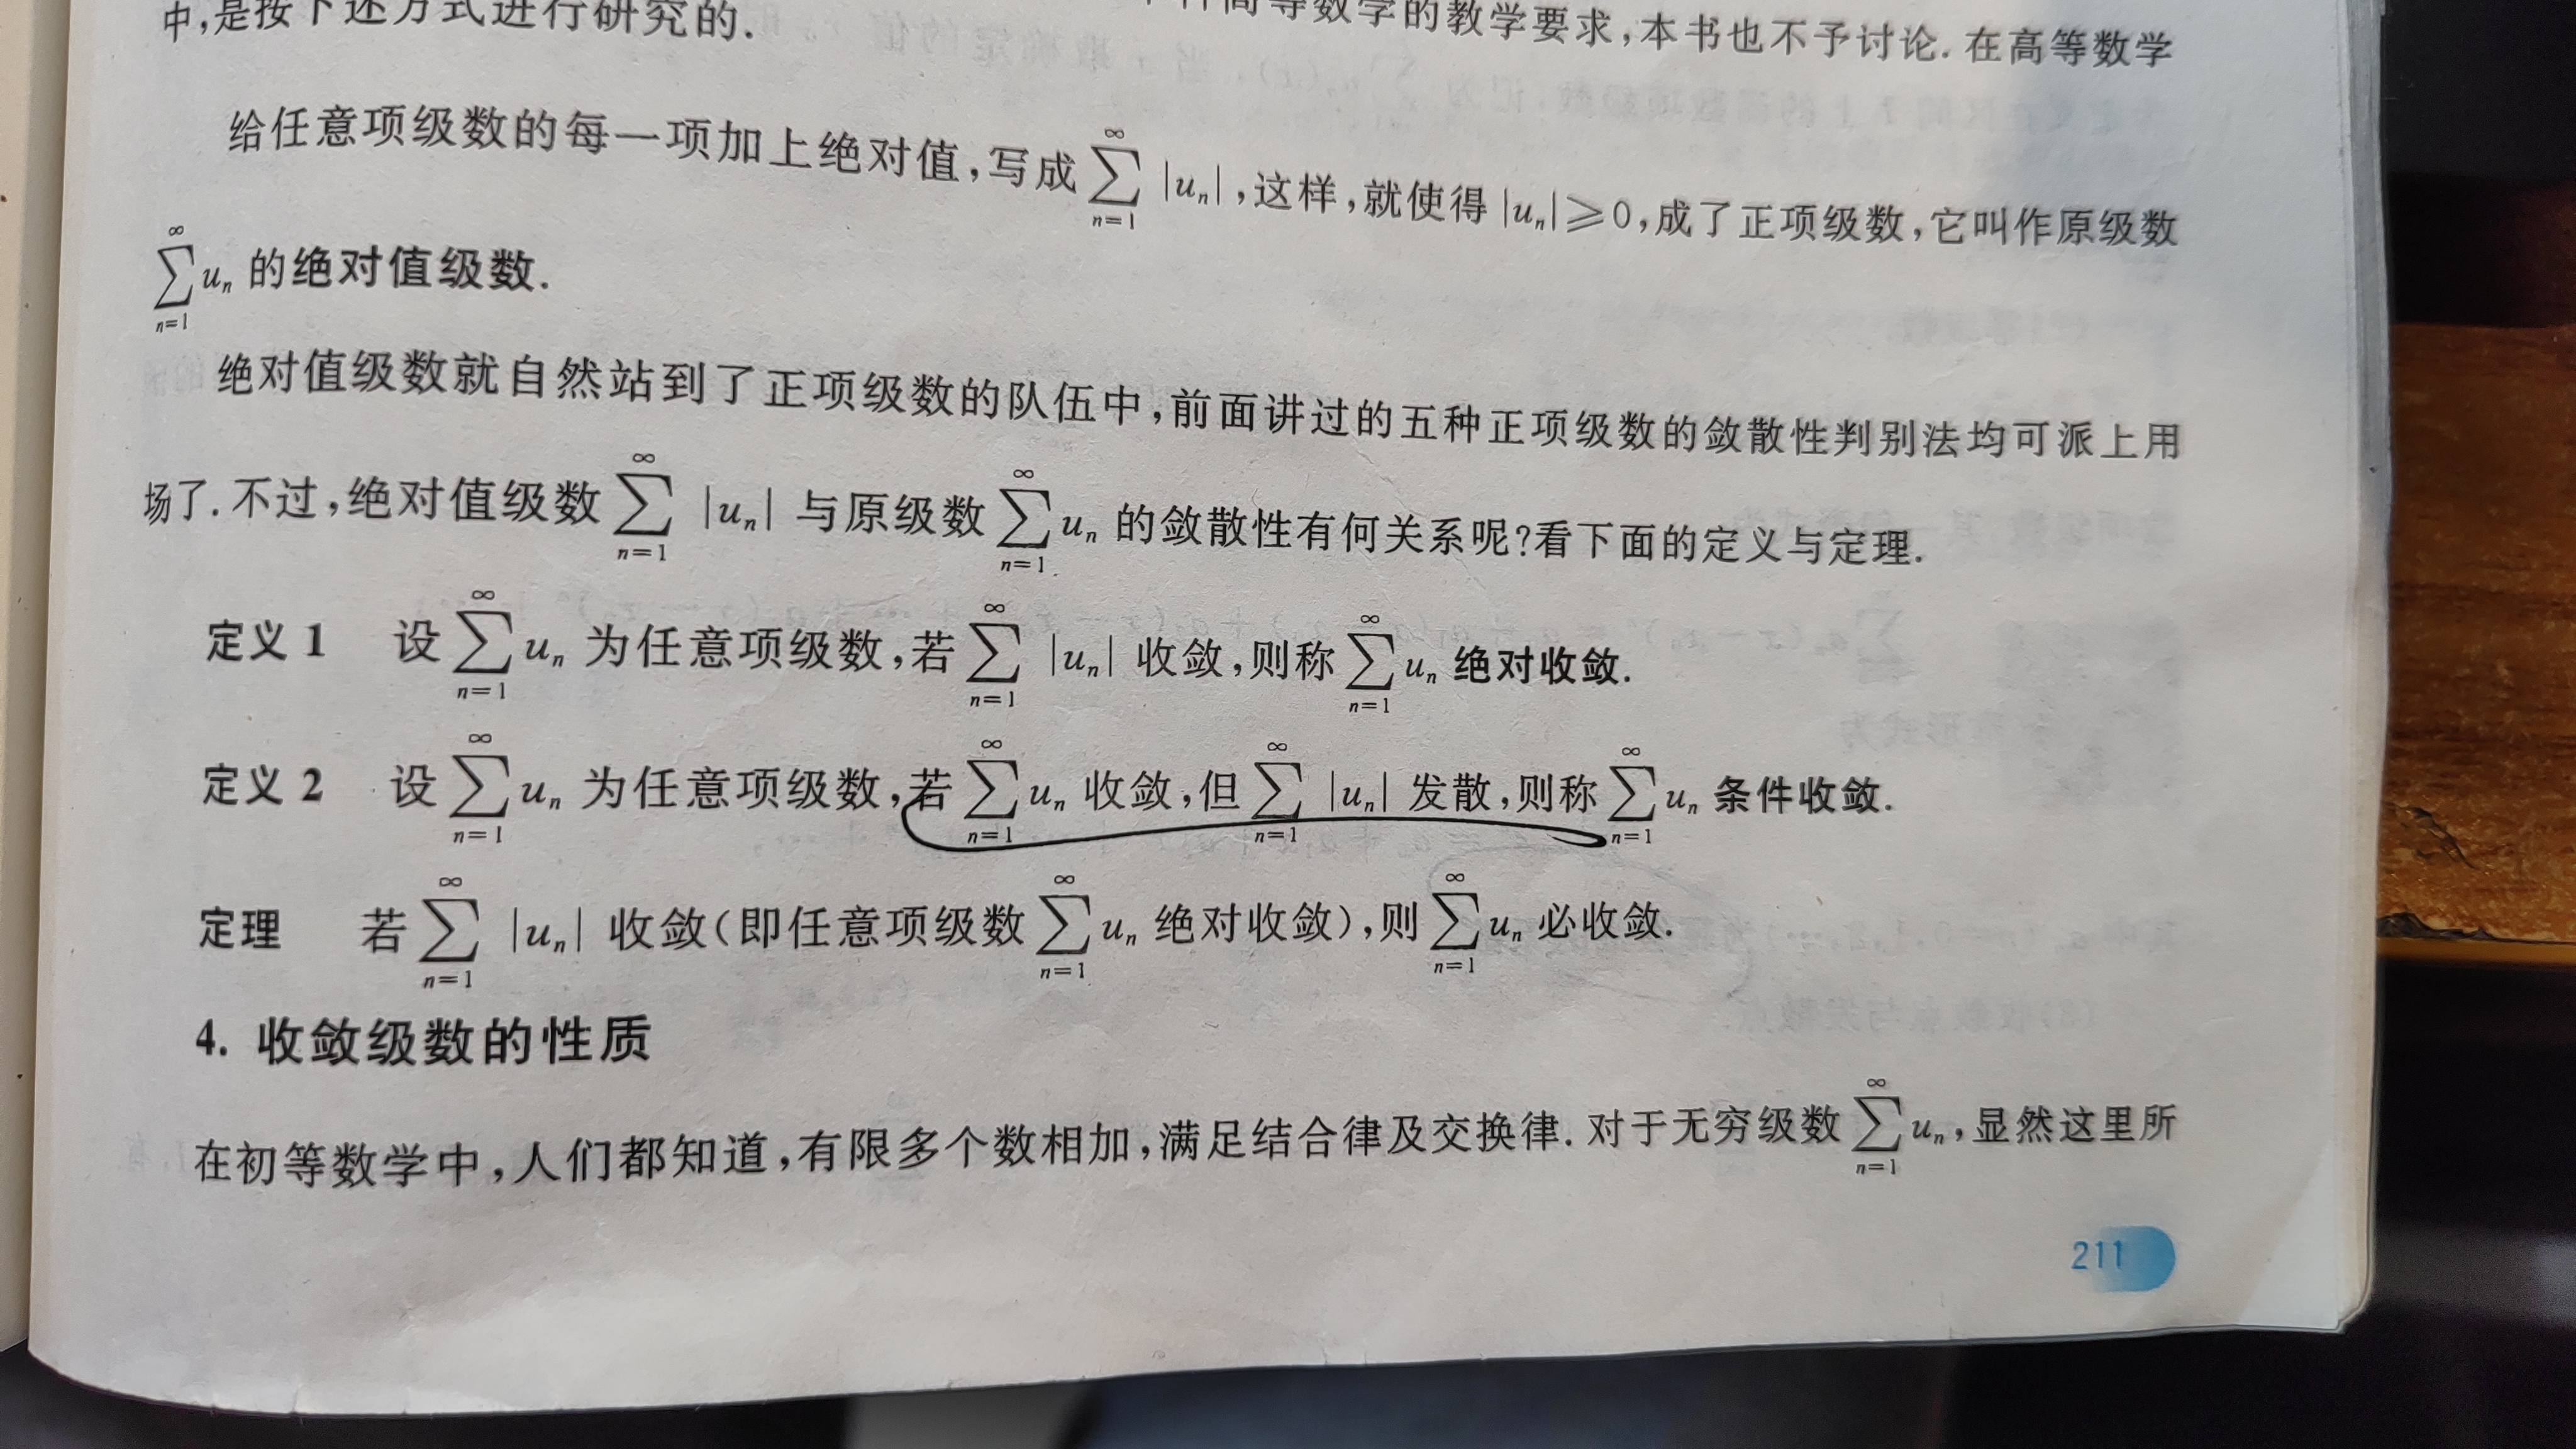 中,是按下述方式进行研究的.
高等数学的教学要求,本书也不予讨论.在高等数学
给任意项级数的每一项加上绝对值,写成 $\sum_{n=1}^{\infty}|u_n|$,这样,就使得$|u_n|\geqslant 0$,成了正项级数,它叫作原级数
$\sum_{n=1}^{\infty}u_n$ 的绝对值级数.
绝对值级数就自然站到了正项级数的队伍中,前面讲过的五种正项级数的敛散性判别法均可派上用
场了.不过,绝对值级数 $\sum_{n=1}^{\infty}|u_n|$ 与原级数 $\sum_{n=1}^{\infty}u_n$ 的敛散性有何关系呢?看下面的定义与定理.
定义 1 设 $\sum_{n=1}^{\infty}u_n$ 为任意项级数,若 $\sum_{n=1}^{\infty}|u_n|$ 收敛,则称 $\sum_{n=1}^{\infty}u_n$ 绝对收敛.
定义 2 设 $\sum_{n=1}^{\infty}u_n$ 为任意项级数,若 $\sum_{n=1}^{\infty}u_n$ 收敛,但 $\sum_{n=1}^{\infty}|u_n|$ 发散,则称 $\sum_{n=1}^{\infty}u_n$ 条件收敛.
定理 若 $\sum_{n=1}^{\infty}|u_n|$ 收敛(即任意项级数 $\sum_{n=1}^{\infty}u_n$ 绝对收敛),则 $\sum_{n=1}^{\infty}u_n$ 必收敛.
4. 收敛级数的性质
在初等数学中,人们都知道,有限多个数相加,满足结合律及交换律.对于无穷级数 $\sum_{n=1}^{\infty}u_n$,显然这里所
211